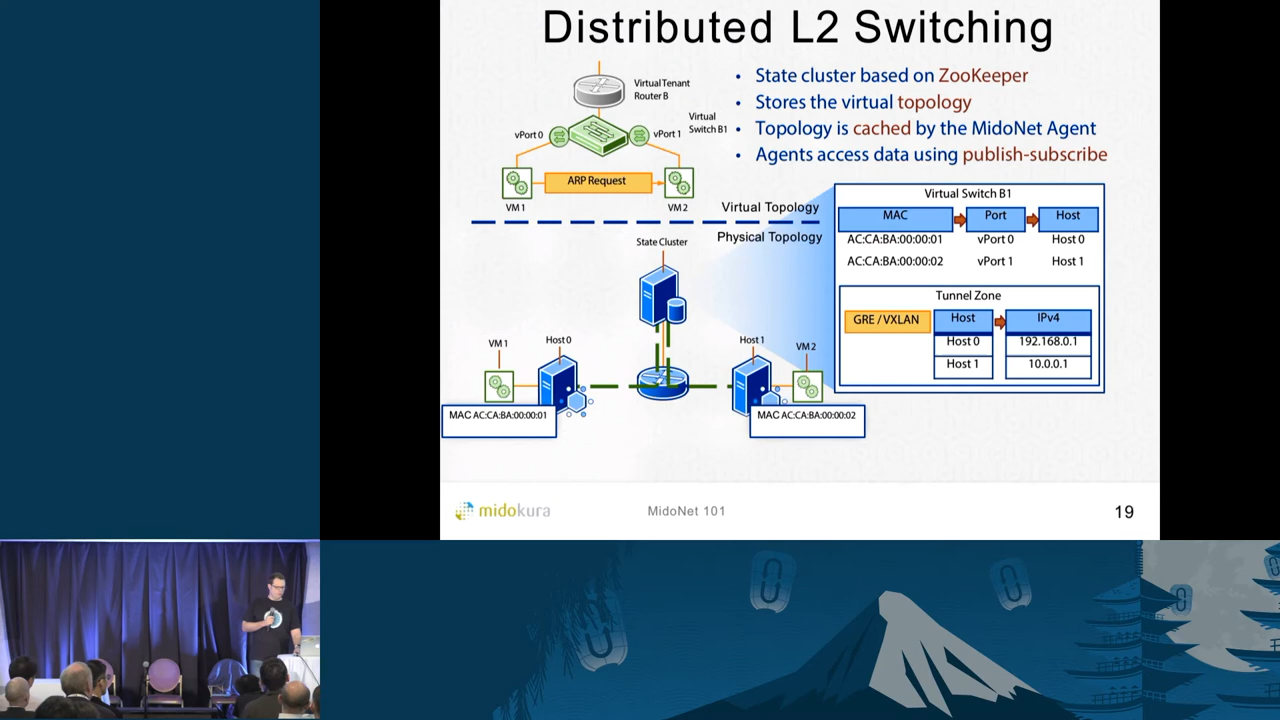 Distributed L2 Switching
Virtual Tenant
Router B
Virtual
Switch B1
vPort 0
vPort 1
VM 1
ARP Request
VM 2
• State cluster based on ZooKeeper
• Stores the virtual topology
• Topology is cached by the MidoNet Agent
• Agents access data using publish-subscribe
Virtual Topology
Physical Topology
State Cluster
VM 1
Host 0
Host 1
VM 2
MAC AC:CA:BA:00:00:01
MAC AC:CA:BA:00:00:02
Virtual Switch B1
MAC Port Host
AC:CA:BA:00:00:01 vPort 0 Host 0
AC:CA:BA:00:00:02 vPort 1 Host 1
Tunnel Zone
GRE / VXLAN Host IPv4
Host 0 192.168.0.1
Host 1 10.0.0.1
midokura
MidoNet 101
19